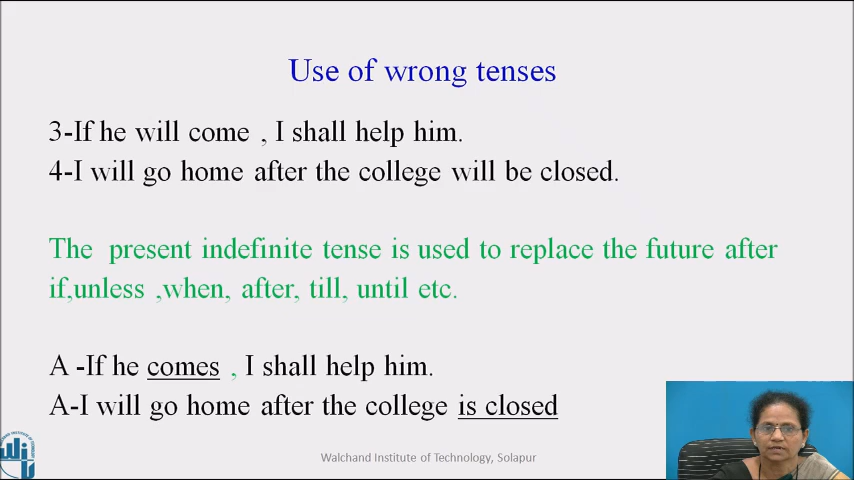 Use of wrong tenses
3-If he will come , I shall help him.
4-I will go home after the college will be closed.
The present indefinite tense is used to replace the future after
if,unless ,when, after, till, until etc.
A -If he comes , I shall help him.
A-I will go home after the college is closed
Walchand Institute of Technology, Solapur